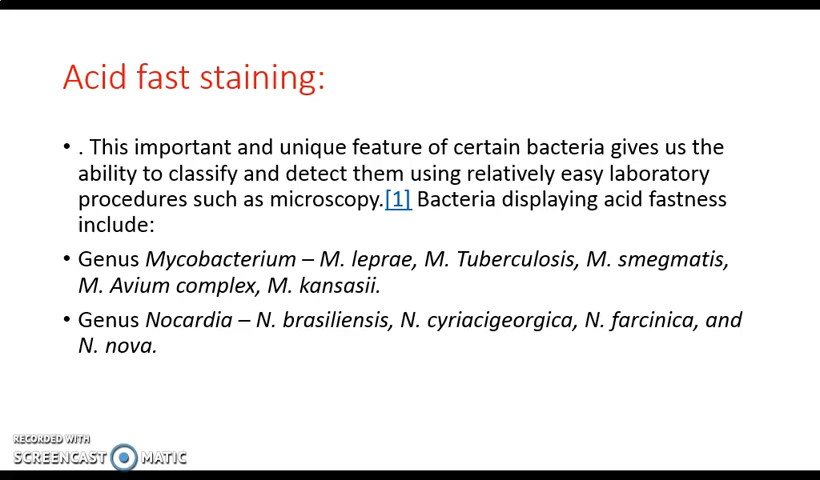 Acid fast staining:
• . This important and unique feature of certain bacteria gives us the
ability to classify and detect them using relatively easy laboratory
procedures such as microscopy.[1] Bacteria displaying acid fastness
include:
• Genus Mycobacterium – M. leprae, M. Tuberculosis, M. smegmatis,
M. Avium complex, M. kansasii.
• Genus Nocardia – N. brasiliensis, N. cyriacigeorgica, N. farcinica, and
N. nova.
RECORDED WITH
SCREENCAST MATIC